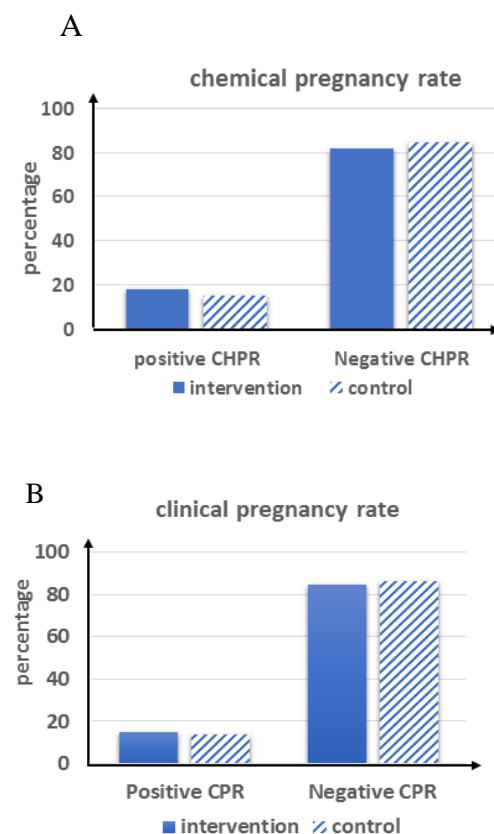 A
chemical pregnancy rate
100
80
60
40
20
0
percentage
positive CHPR Negative CHPR
intervention control
B
clinical pregnancy rate
100
80
60
40
20
0
percentage
Positive CPR Negative CPR
intervention control